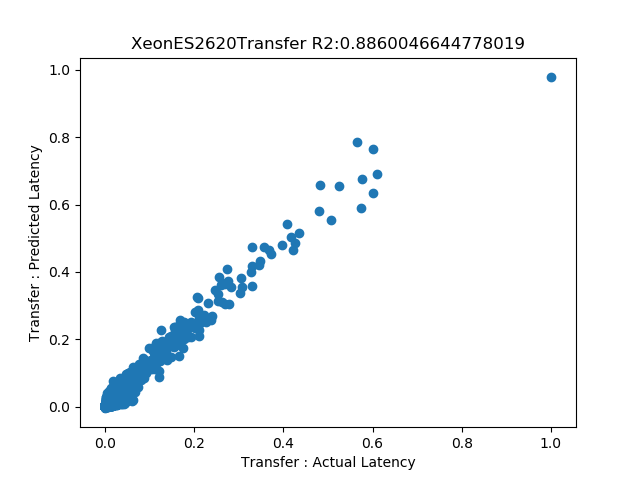 XeonES2620Transfer R2:0.8860046644778019
Transfer : Predicted Latency
1.0
0.8
0.6
0.4
0.2
0.0
0.0 0.2 0.4 0.6 0.8 1.0
Transfer : Actual Latency